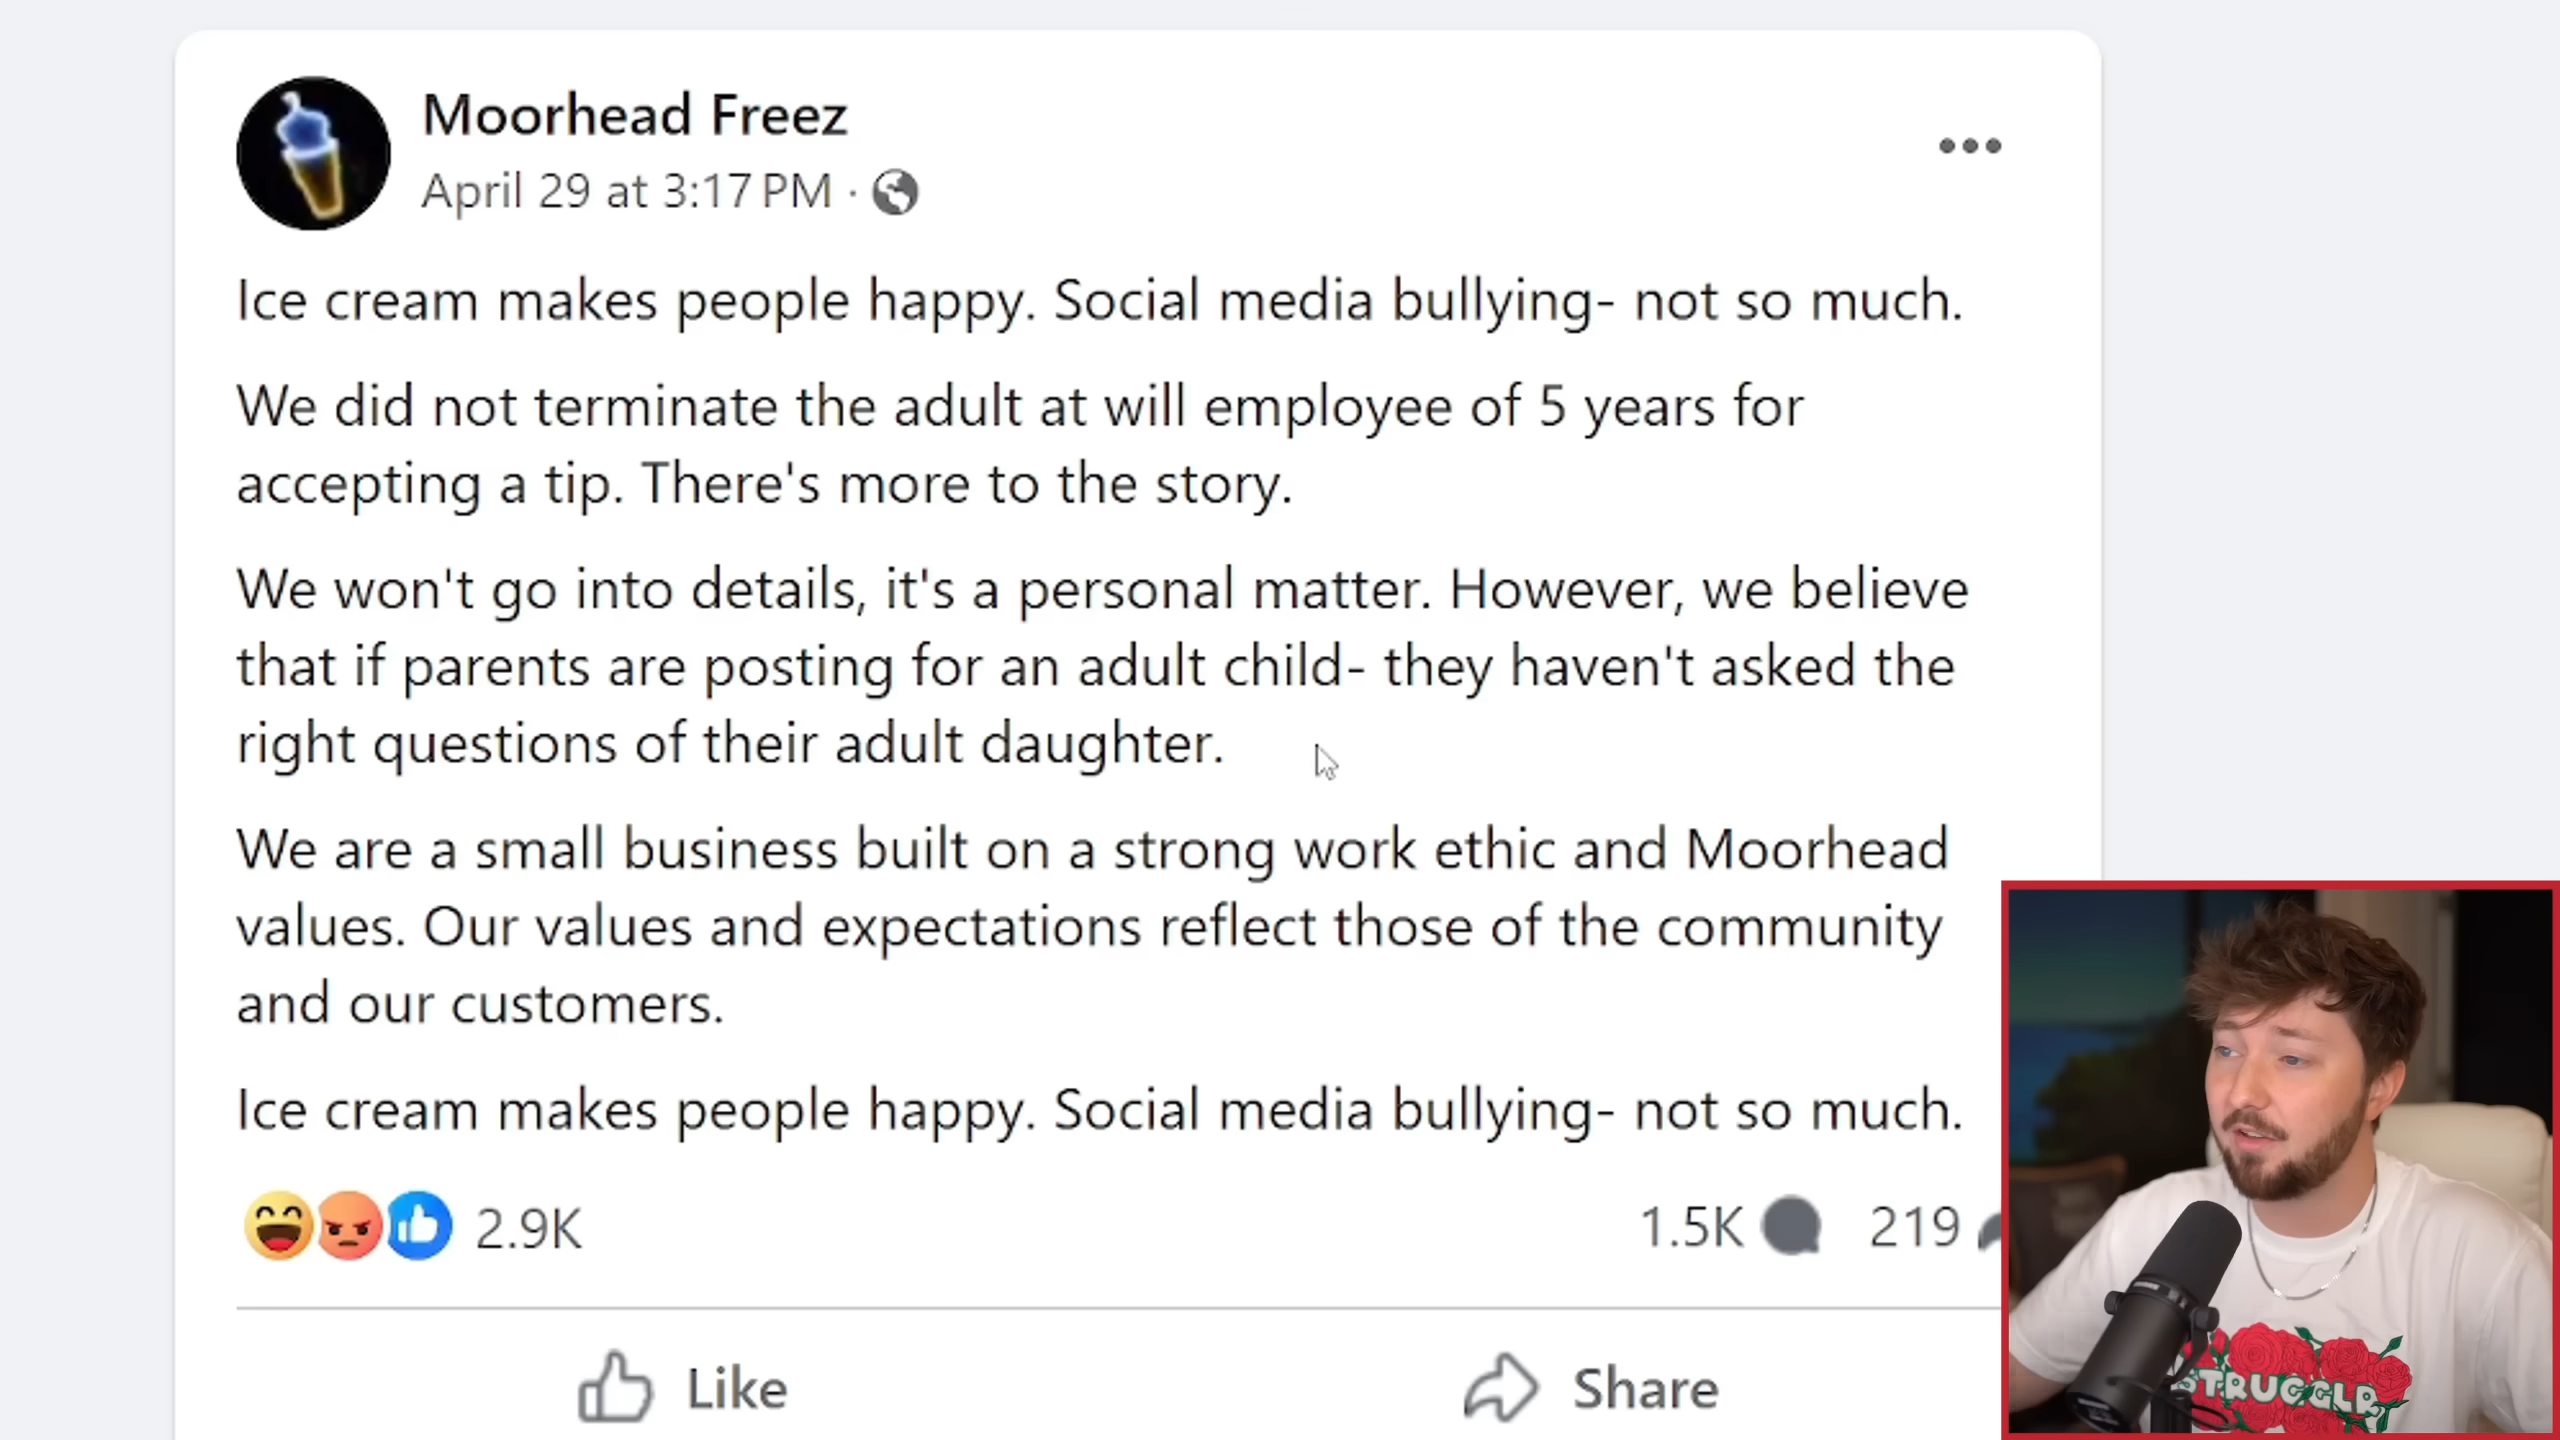 Moorhead Freez
April 29 at 3:17 PM ·
Ice cream makes people happy. Social media bullying- not so much.
We did not terminate the adult at will employee of 5 years for
accepting a tip. There's more to the story.
We won't go into details, it's a personal matter. However, we believe
that if parents are posting for an adult child- they haven't asked the
right questions of their adult daughter.
We are a small business built on a strong work ethic and Moorhead
values. Our values and expectations reflect those of the community
and our customers.
Ice cream makes people happy. Social media bullying- not so much.
2.9K
1.5K 219
Like Share
STRUGGLR